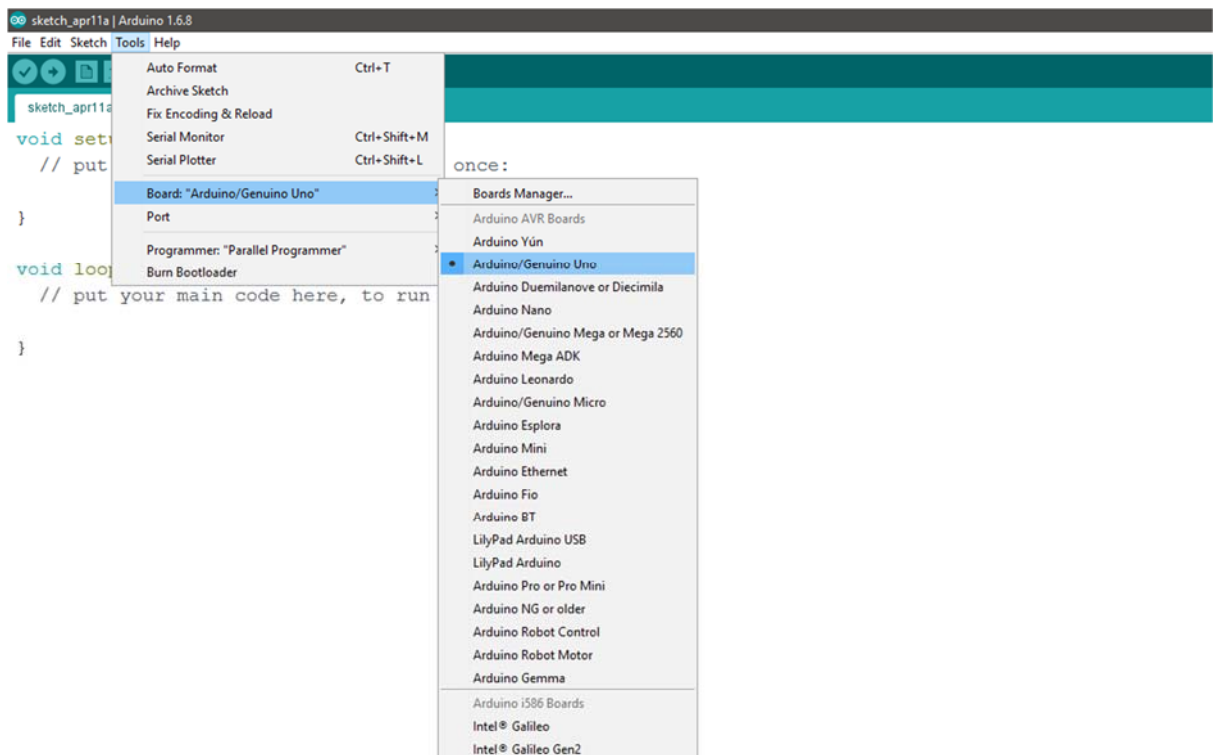 sketch_apr11a | Arduino 1.6.8
File Edit Sketch Tools Help
Auto Format Ctrl+T
Archive Sketch
sketch_apr11a
Fix Encoding & Reload
void setu
Serial Monitor Ctrl+Shift+M
// put
Serial Plotter Ctrl+Shift+L
once:
Board: "Arduino/Genuino Uno"
}
Port
Programmer: "Parallel Programmer"
void loop
Burn Bootloader
// put your main code here, to run
}
Boards Manager...
Arduino AVR Boards
Arduino Yún
Arduino/Genuino Uno
Arduino Duemilanove or Diecimila
Arduino Nano
Arduino/Genuino Mega or Mega 2560
Arduino Mega ADK
Arduino Leonardo
Arduino/Genuino Micro
Arduino Esplora
Arduino Mini
Arduino Ethernet
Arduino Fio
Arduino BT
LilyPad Arduino USB
LilyPad Arduino
Arduino Pro or Pro Mini
Arduino NG or older
Arduino Robot Control
Arduino Robot Motor
Arduino Gemma
Arduino i586 Boards
Intel® Galileo
Intel® Galileo Gen2